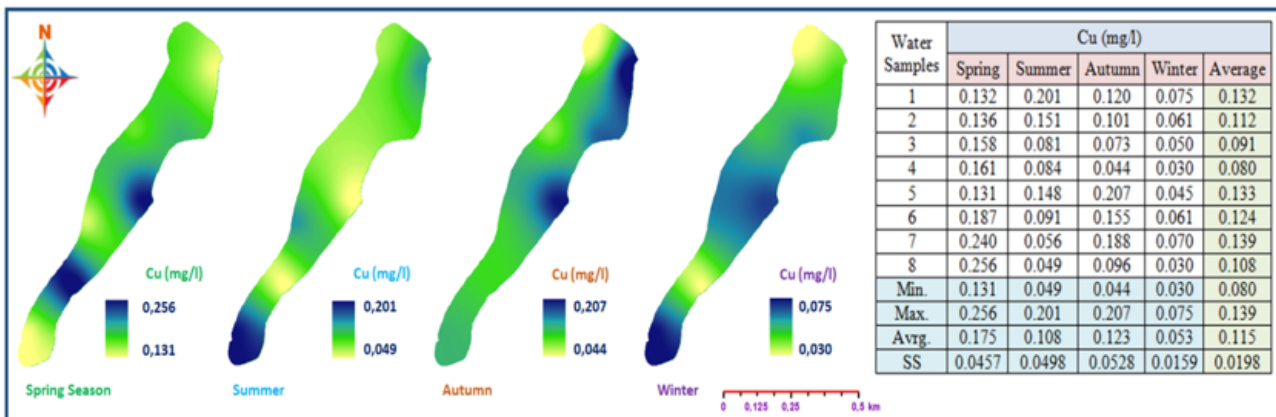 N
Cu (mg/l)
0,256
0,131
Spring Season
Cu (mg/l)
0,201
0,049
Summer
Cu (mg/l)
0,207
0,044
Autumn
Cu (mg/l)
0,075
0,030
Winter
0 0,125 0,25 0,5 km
Water Samples Cu (mg/l)
Spring Summer Autumn Winter Average
1 0.132 0.201 0.120 0.075 0.132
2 0.136 0.151 0.101 0.061 0.112
3 0.158 0.081 0.073 0.050 0.091
4 0.161 0.084 0.044 0.030 0.080
5 0.131 0.148 0.207 0.045 0.133
6 0.187 0.091 0.155 0.061 0.124
7 0.240 0.056 0.188 0.070 0.139
8 0.256 0.049 0.096 0.030 0.108
Min. 0.131 0.049 0.044 0.030 0.080
Max. 0.256 0.201 0.207 0.075 0.139
Avrg. 0.175 0.108 0.123 0.053 0.115
SS 0.0457 0.0498 0.0528 0.0159 0.0198